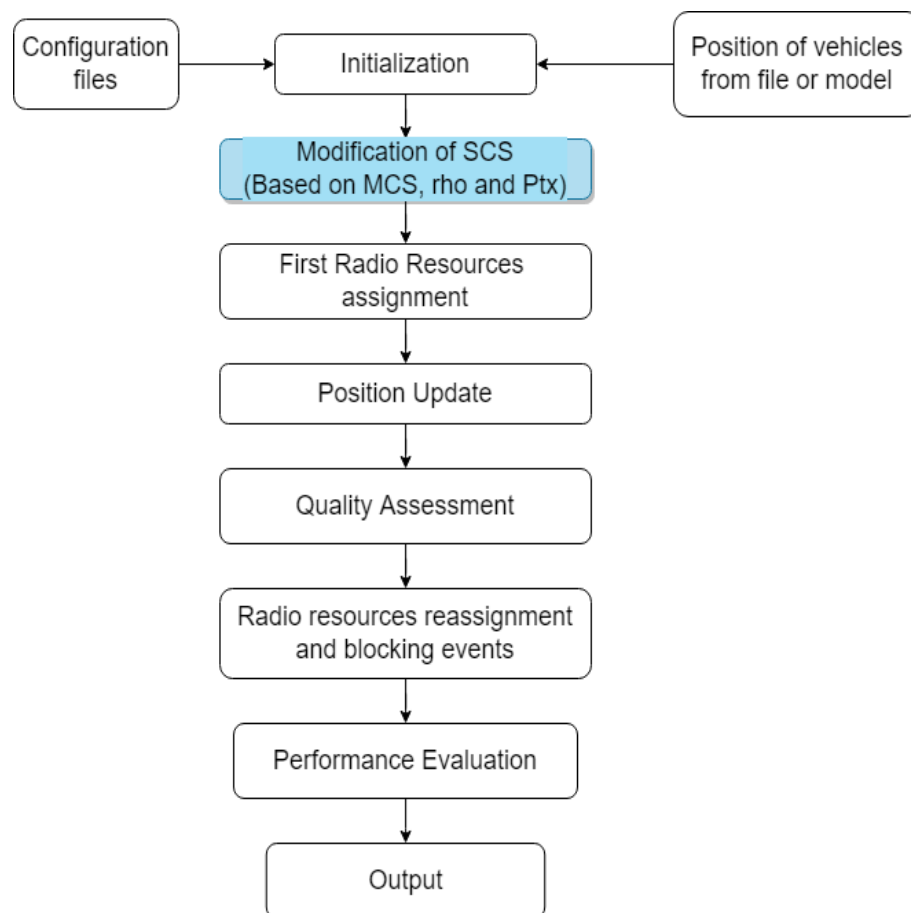 Configuration
files
Initialization
Position of vehicles
from file or model
Modification of SCS
(Based on MCS, rho and Ptx)
First Radio Resources
assignment
Position Update
Quality Assessment
Radio resources reassignment
and blocking events
Performance Evaluation
Output